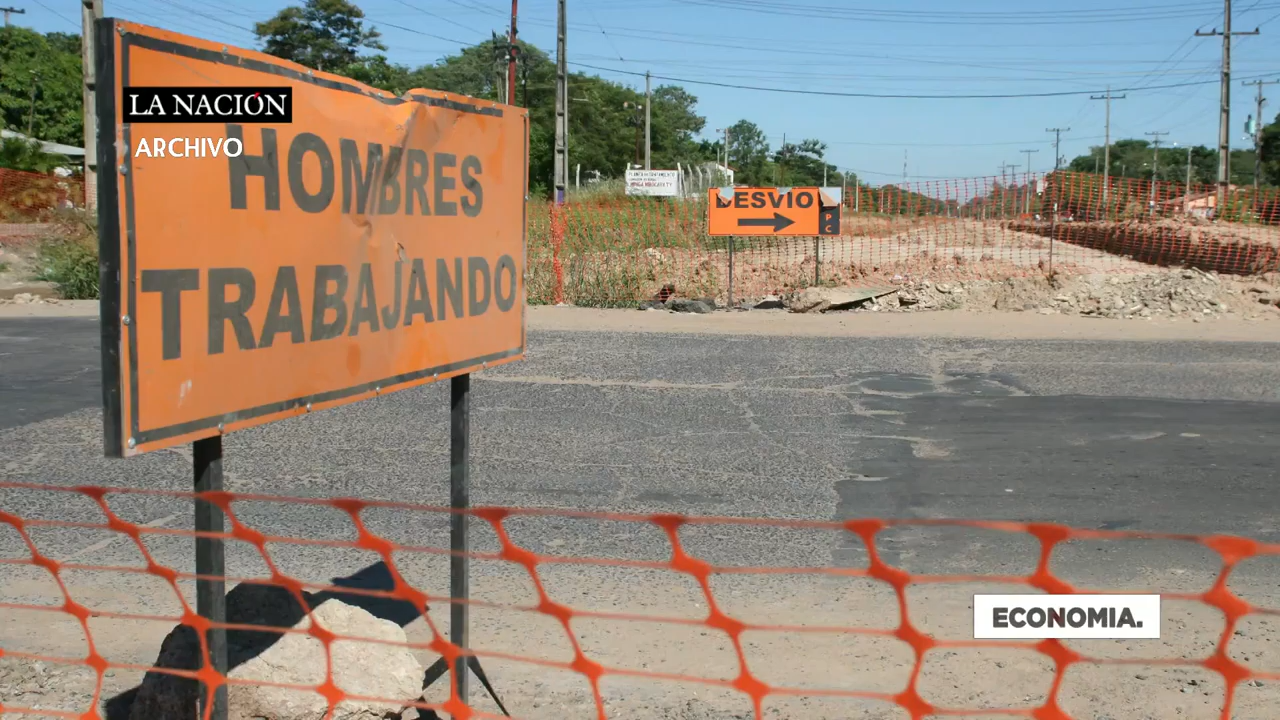 LA NACIÓN
ARCHIVO
HOMBRES
TRABAJANDO
DESVIO
P
C
ECONOMIA.